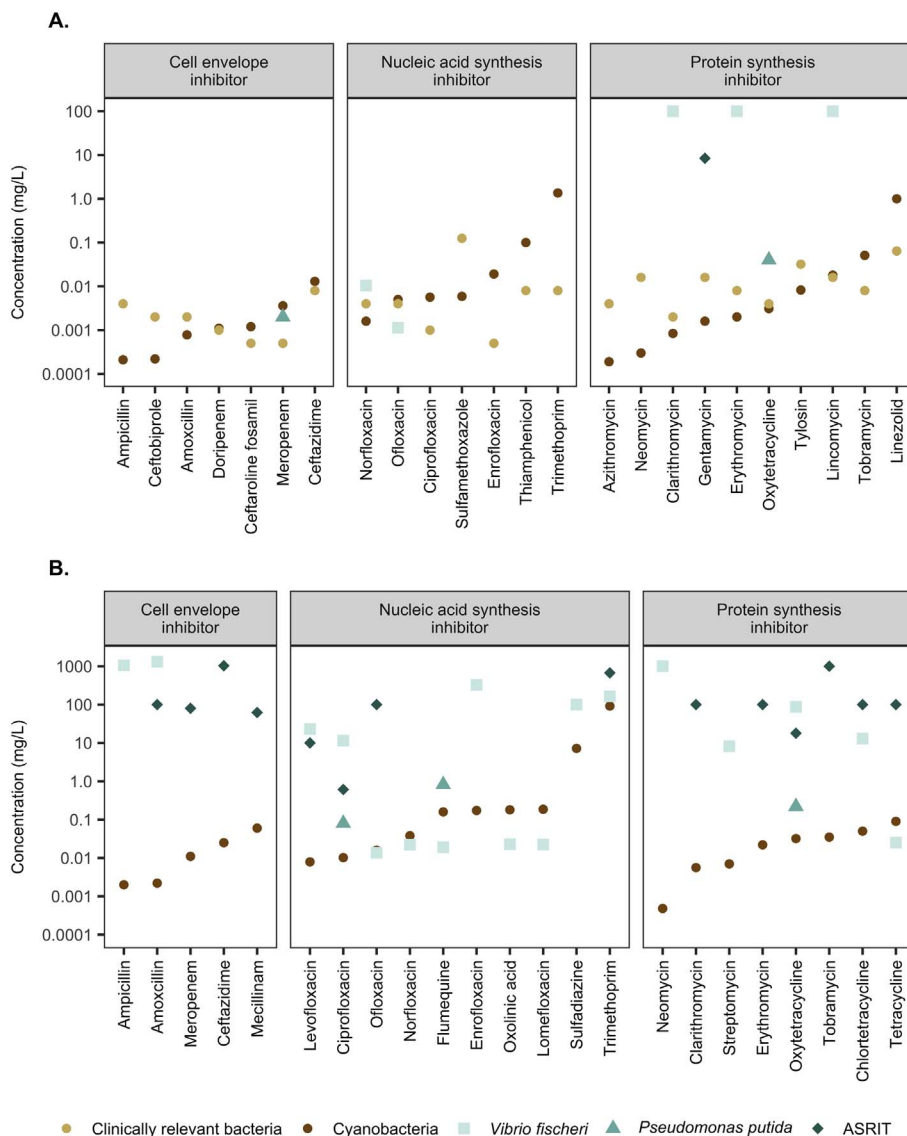 A.
Cell envelope
inhibitor
Nucleic acid synthesis
inhibitor
Protein synthesis
inhibitor
Concentration (mg/L)
100
10
1.0
0.1
0.01
0.001
0.0001
Ampicillin
Ceftobiprole
Amoxcillin
Doripenem
Ceftaroline fosamil
Meropenem
Ceftazidime
Norfloxacin
Ofloxacin
Ciprofloxacin
Sulfamethoxazole
Enrofloxacin
Thiamphenicol
Trimethoprim
Azithromycin
Neomycin
Clarithromycin
Gentamycin
Erythromycin
Oxytetracycline
Tylosin
Lincomycin
Tobramycin
Linezolid
B.
Cell envelope
inhibitor
Nucleic acid synthesis
inhibitor
Protein synthesis
inhibitor
Concentration (mg/L)
1000
100
10
1.0
0.1
0.01
0.001
0.0001
Ampicillin
Amoxcillin
Meropenem
Ceftazidime
Mecillinam
Levofloxacin
Ciprofloxacin
Ofloxacin
Norfloxacin
Flumequine
Enrofloxacin
Oxolinic acid
Lomefloxacin
Sulfadiazine
Trimethoprim
Neomycin
Clarithromycin
Streptomycin
Erythromycin
Oxytetracycline
Tobramycin
Chlortetracycline
Tetracycline
Clinically relevant bacteria Cyanobacteria Vibrio fischeri Pseudomonas putida ASRIT